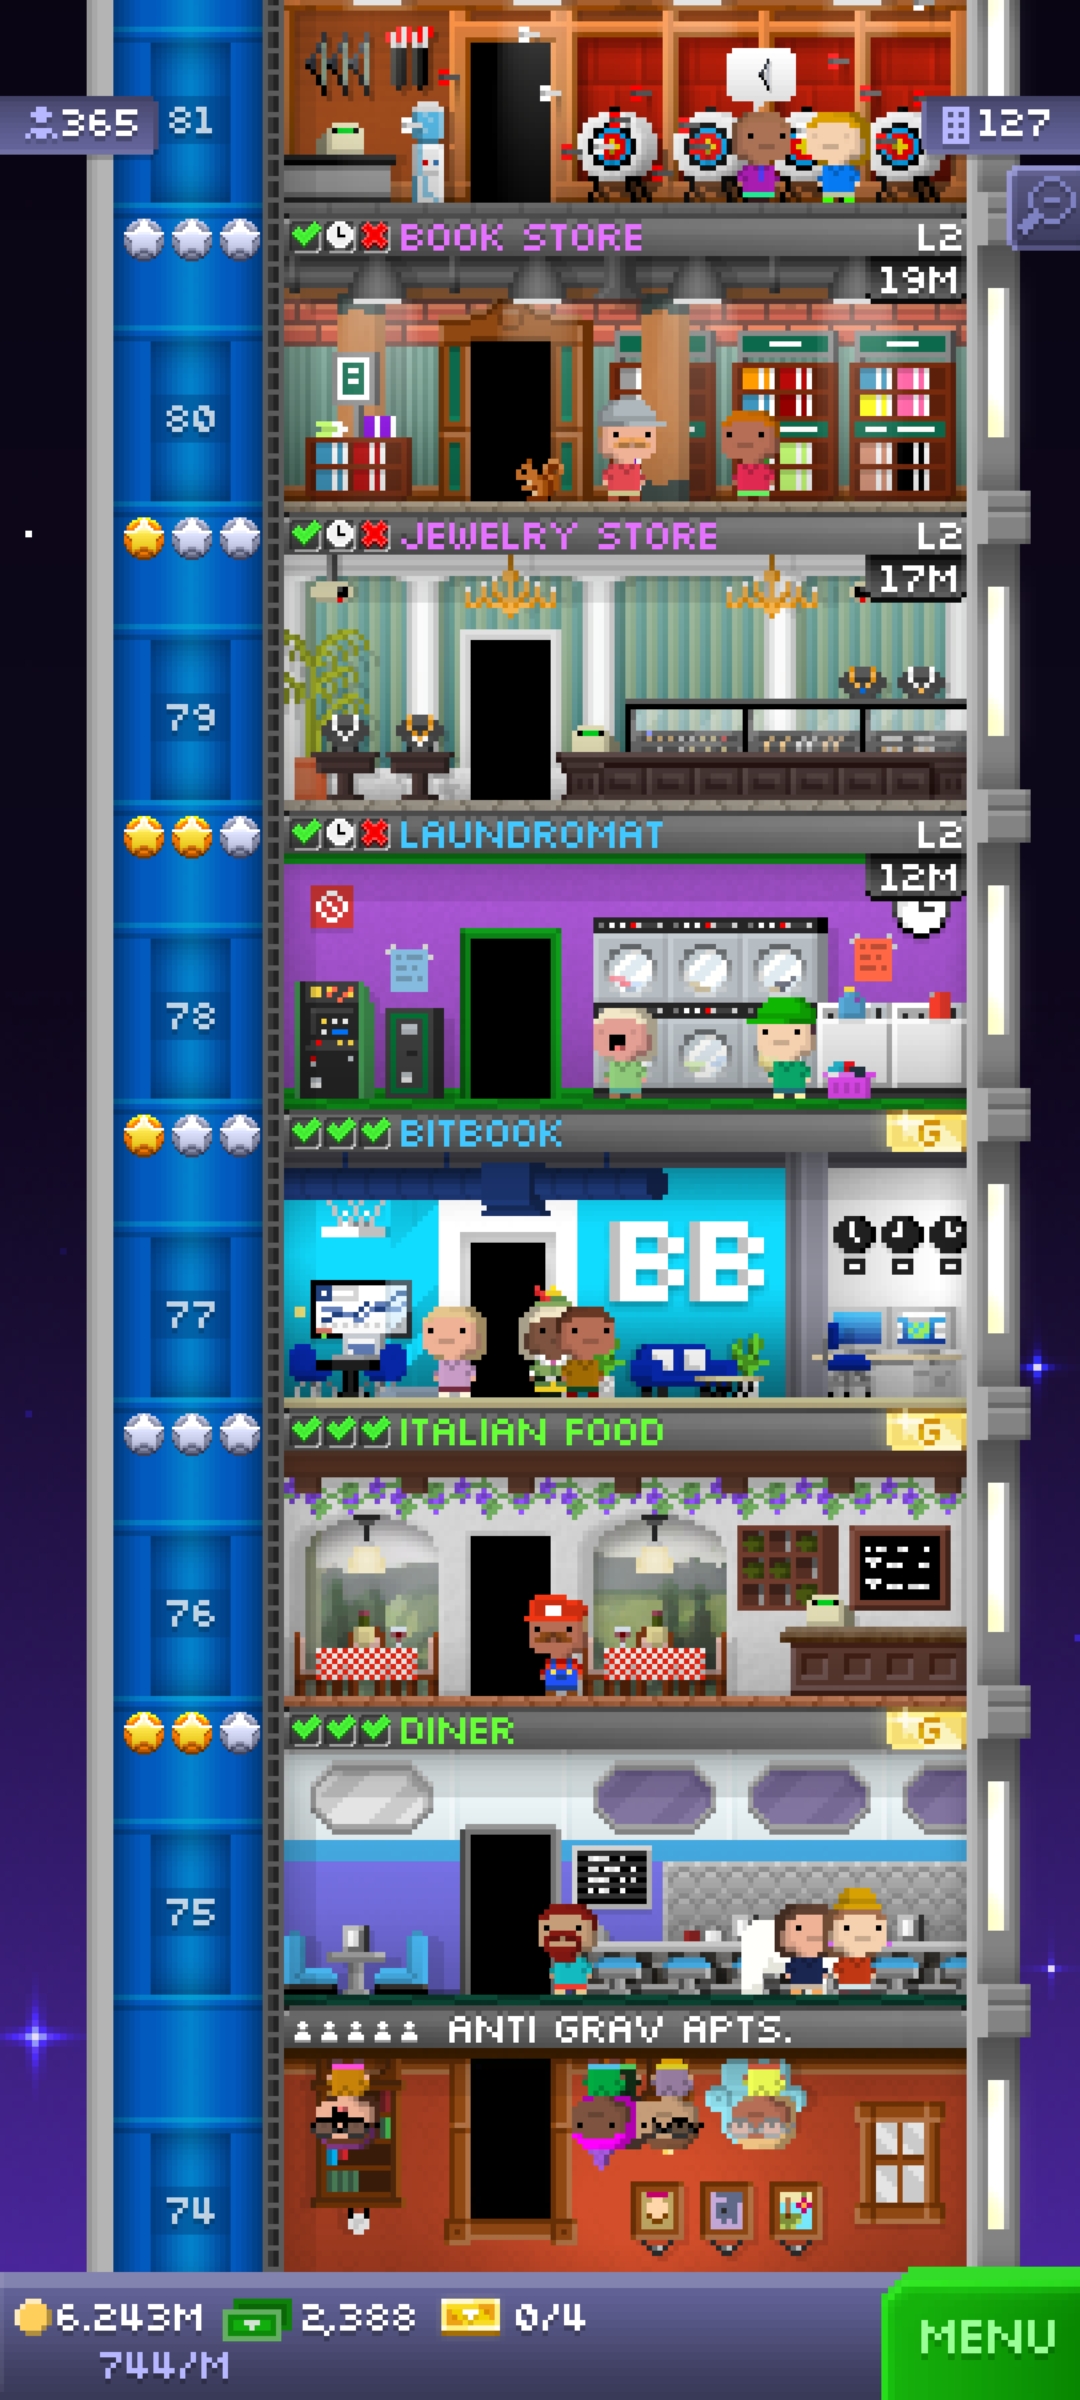 365
81
127
BOOK STORE L2
19M
80
JEWELRY STORE L2
17M
79
LAUNDROMAT L2
12M
78
BITBOOK G
BB
77
ITALIAN FOOD G
76
DINER G
75
ANTI GRAV APTS.
74
6.243M 2,388 0/4
744/M
MENU